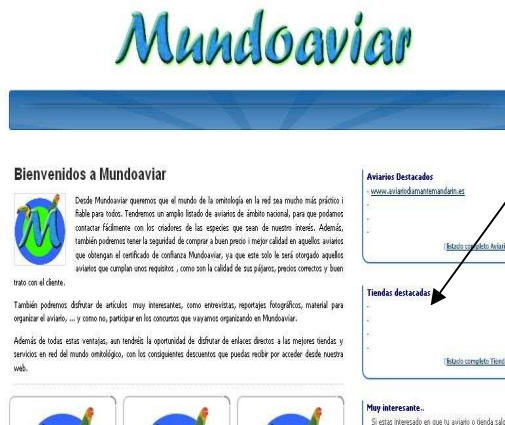 Mundoaviar
Bienvenidos a Mundoaviar
Desde Mundoaviar queremos que el mundo de la ornitología en la red sea mucho más práctico i
fiable para todos. Tendremos un amplio listado de aviarios de ámbito nacional, para que podamos
contactar fácilmente con los criadores de las especies que sean de nuestro interés. Además,
también podremos tener la seguridad de comprar a buen precio i mejor calidad en aquellos aviarios
que obtengan el certificado de confianza Mundoaviar, ya que este solo le será otorgado aquellos
aviarios que cumplan unos requisitos , como son la calidad de sus pájaros, precios correctos y buen
trato con el cliente.
También podremos disfrutar de artículos muy interesantes, como entrevistas, reportajes fotográficos, material para
organizar el aviario, ... y como no, participar en los concursos que vayamos organizando en Mundoaviar.
Además de todas estas ventajas, aun tendréis la oportunidad de disfrutar de enlaces directos a las mejores tiendas y
servicios en red del mundo ornitológico, con los consiguientes descuentos que puedas recibir por acceder desde nuestra
web.
Aviarios Destacados
- www.aviariodiamantemandarin.es
-
-
-
(listado completo Aviari
Tiendas destacadas
-
-
-
-
(listado completo Tiend
Muy interesante..
Si estas interesado en que tu aviario o tienda salg